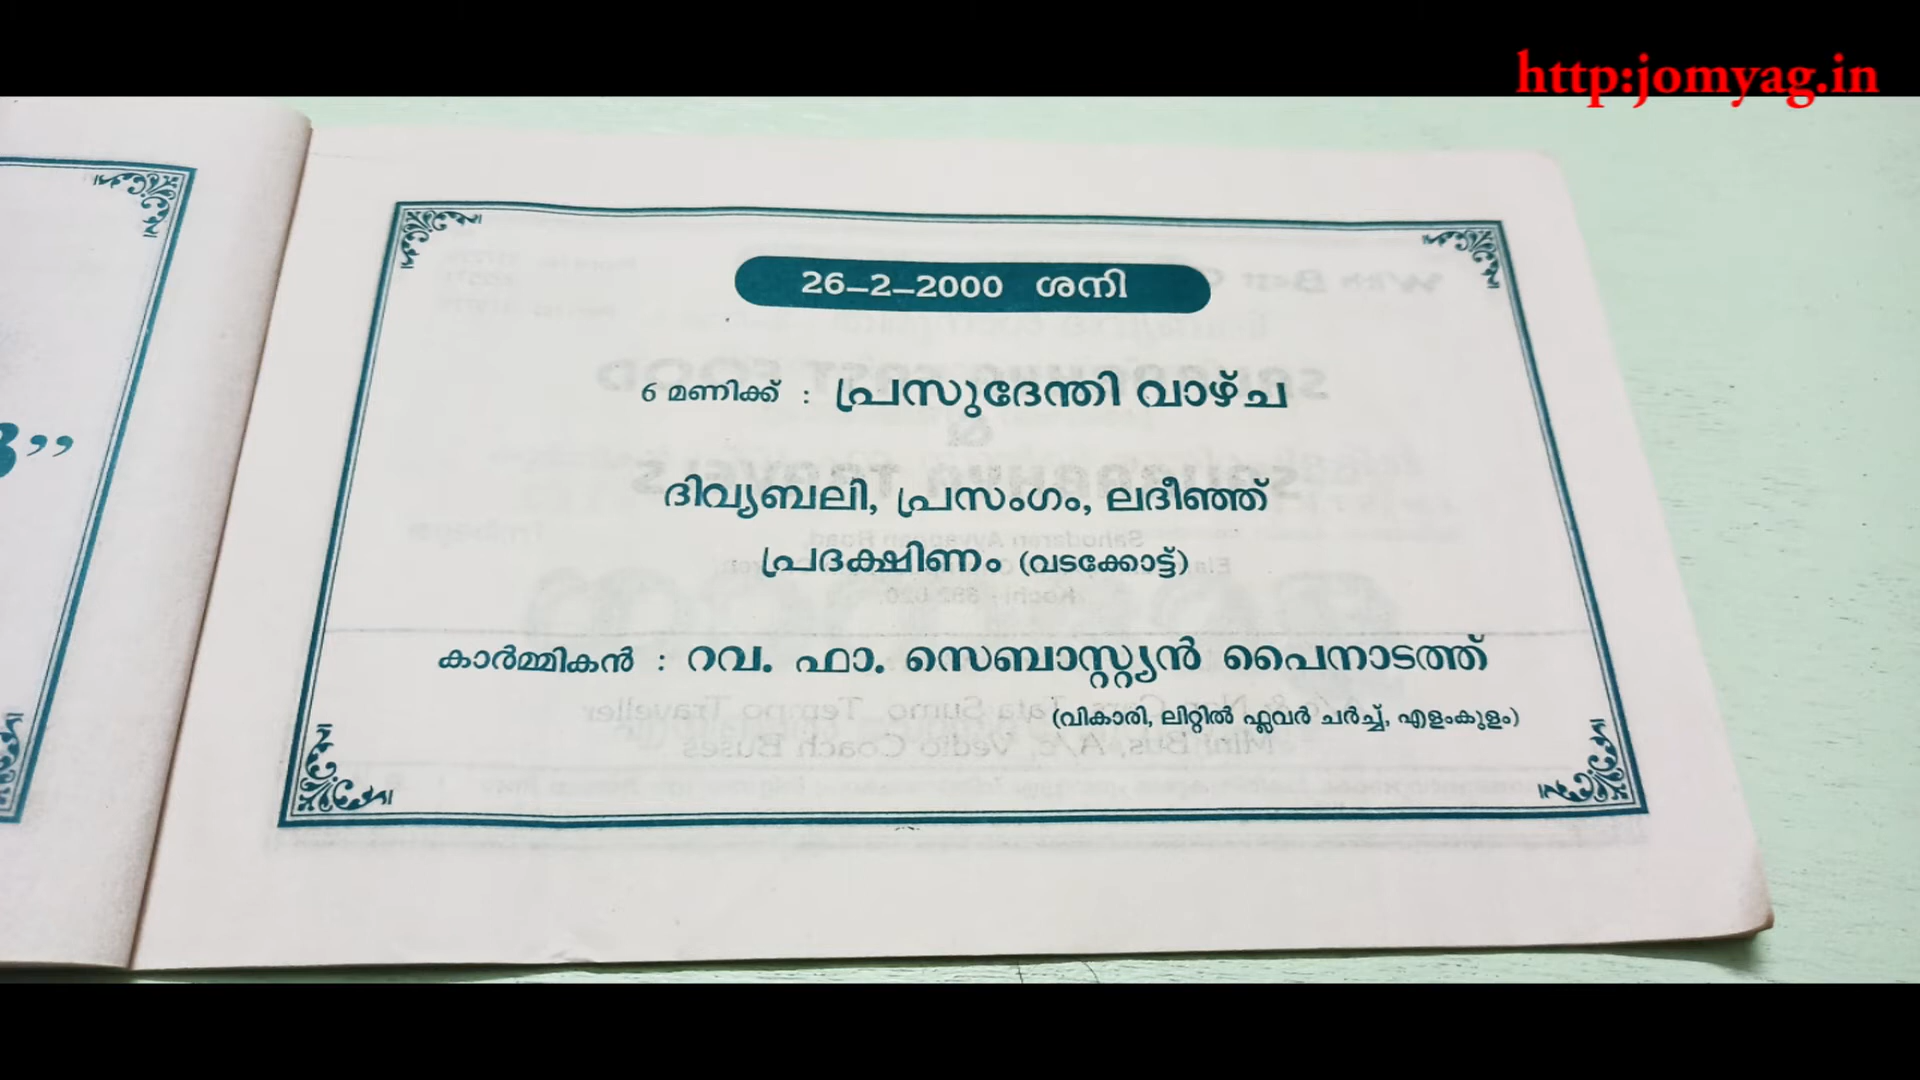 http:jomyag.in
”
26-2-2000 ശനി
6 മണിക്ക് : പ്രസുദേന്തി വാഴ്ച
ദിവ്യബലി, പ്രസംഗം, ലദീഞ്ഞ്
പ്രദക്ഷിണം (വടക്കോട്ട്)
കാർമ്മികൻ : റവ. ഫാ. സെബാസ്റ്റ്യൻ പൈനാടത്ത്
(വികാരി, ലിറ്റിൽ ഫ്ലവർ ചർച്ച്, എളംകുളം)